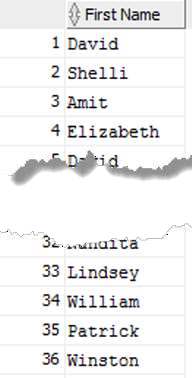 First Name
1 David
2 Shelli
3 Amit
4 Elizabeth
33 Lindsey
34 William
35 Patrick
36 Winston